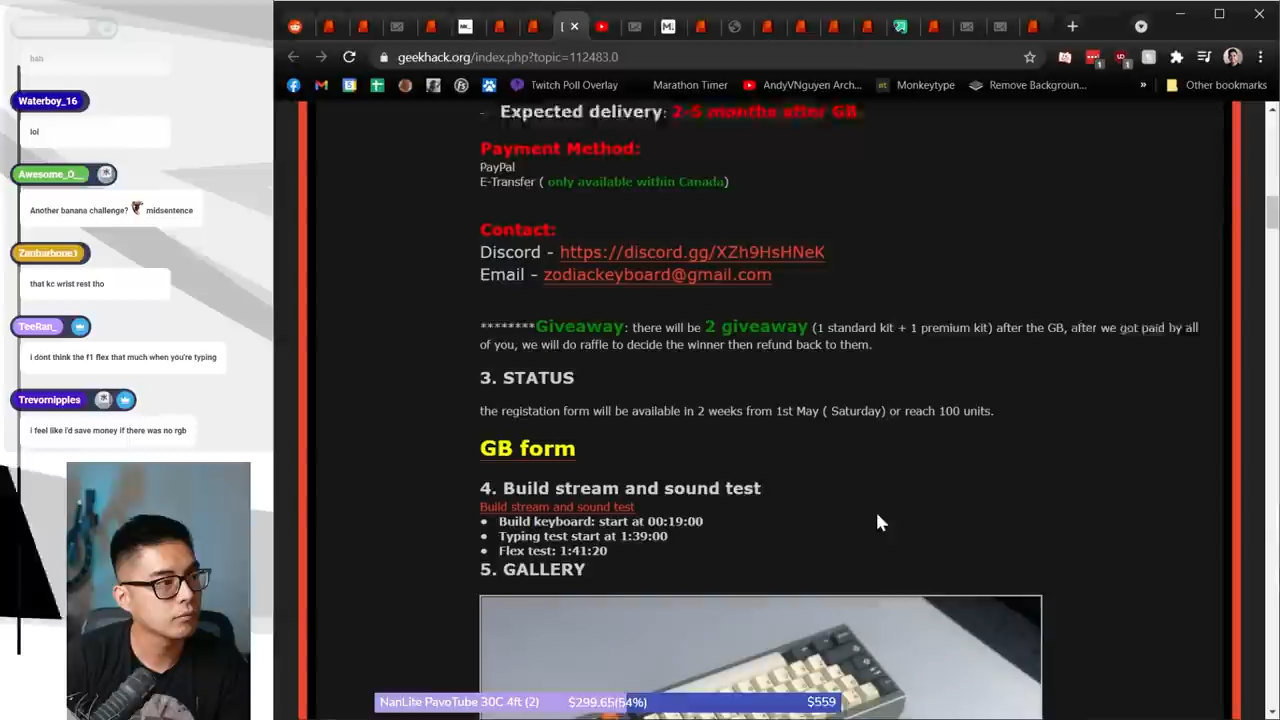 hah
Waterboy_16
lol
Awesome_O__
Another banana challenge? midsentence
Zanbarbone1
that kc wrist rest tho
TeeRan_
i dont think the f1 flex that much when you're typing
Trevornipples
i feel like i'd save money if there was no rgb
geekhack.org/index.php?topic=112483.0
Twitch Poll Overlay
Marathon Timer
AndyVNguyen Arch...
Monkeytype
Remove Backgroun...
»
Other bookmarks
- Expected delivery: 2-5 months after GB
Payment Method:
PayPal
E-Transfer ( only available within Canada)
Contact:
Discord - https://discord.gg/XZh9HsHNeK
Email - zodiackeyboard@gmail.com
********Giveaway: there will be 2 giveaway (1 standard kit + 1 premium kit) after the GB, after we got paid by all
of you, we will do raffle to decide the winner then refund back to them.
3. STATUS
the registation form will be available in 2 weeks from 1st May ( Saturday) or reach 100 units.
GB form
4. Build stream and sound test
Build stream and sound test
• Build keyboard: start at 00:19:00
• Typing test start at 1:39:00
• Flex test: 1:41:20
5. GALLERY
NanLite PavoTube 30C 4ft (2) $299.65(54%) $559